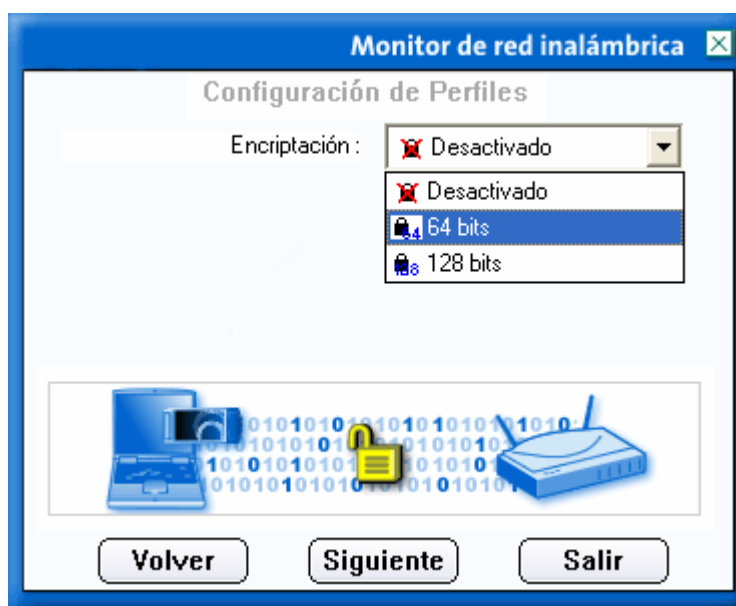 Monitor de red inalámbrica
Configuración de Perfiles
Encriptación : Desactivado
Desactivado
64 bits
128 bits
Volver Siguiente Salir